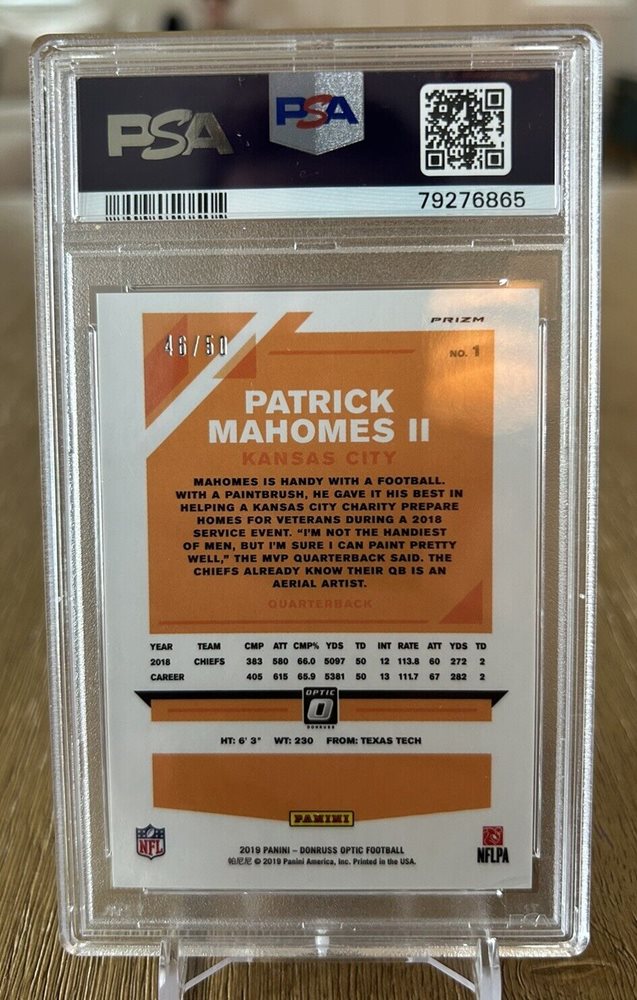 PSA PSA
79276865
PRIZM
46/50
NO. 1
PATRICK
MAHOMES II
KANSAS CITY
MAHOMES IS HANDY WITH A FOOTBALL.
WITH A PAINTBRUSH, HE GAVE IT HIS BEST IN
HELPING A KANSAS CITY CHARITY PREPARE
HOMES FOR VETERANS DURING A 2018
SERVICE EVENT. “I’M NOT THE HANDIEST
OF MEN, BUT I’M SURE I CAN PAINT PRETTY
WELL,” THE MVP QUARTERBACK SAID. THE
CHIEFS ALREADY KNOW THEIR QB IS AN
AERIAL ARTIST.
QUARTERBACK
YEAR TEAM CMP ATT CMP% YDS TD INT RATE ATT YDS TD
2018 CHIEFS 383 580 66.0 5097 50 12 113.8 60 272 2
CAREER 405 615 65.9 5381 50 13 111.7 67 282 2
OPTIC
DONRUSS
HT: 6' 3" WT: 230 FROM: TEXAS TECH
PANINI
NFL
NFLPA
2019 PANINI – DONRUSS OPTIC FOOTBALL
帕尼尼 © 2019 Panini America, Inc. Printed in the USA.